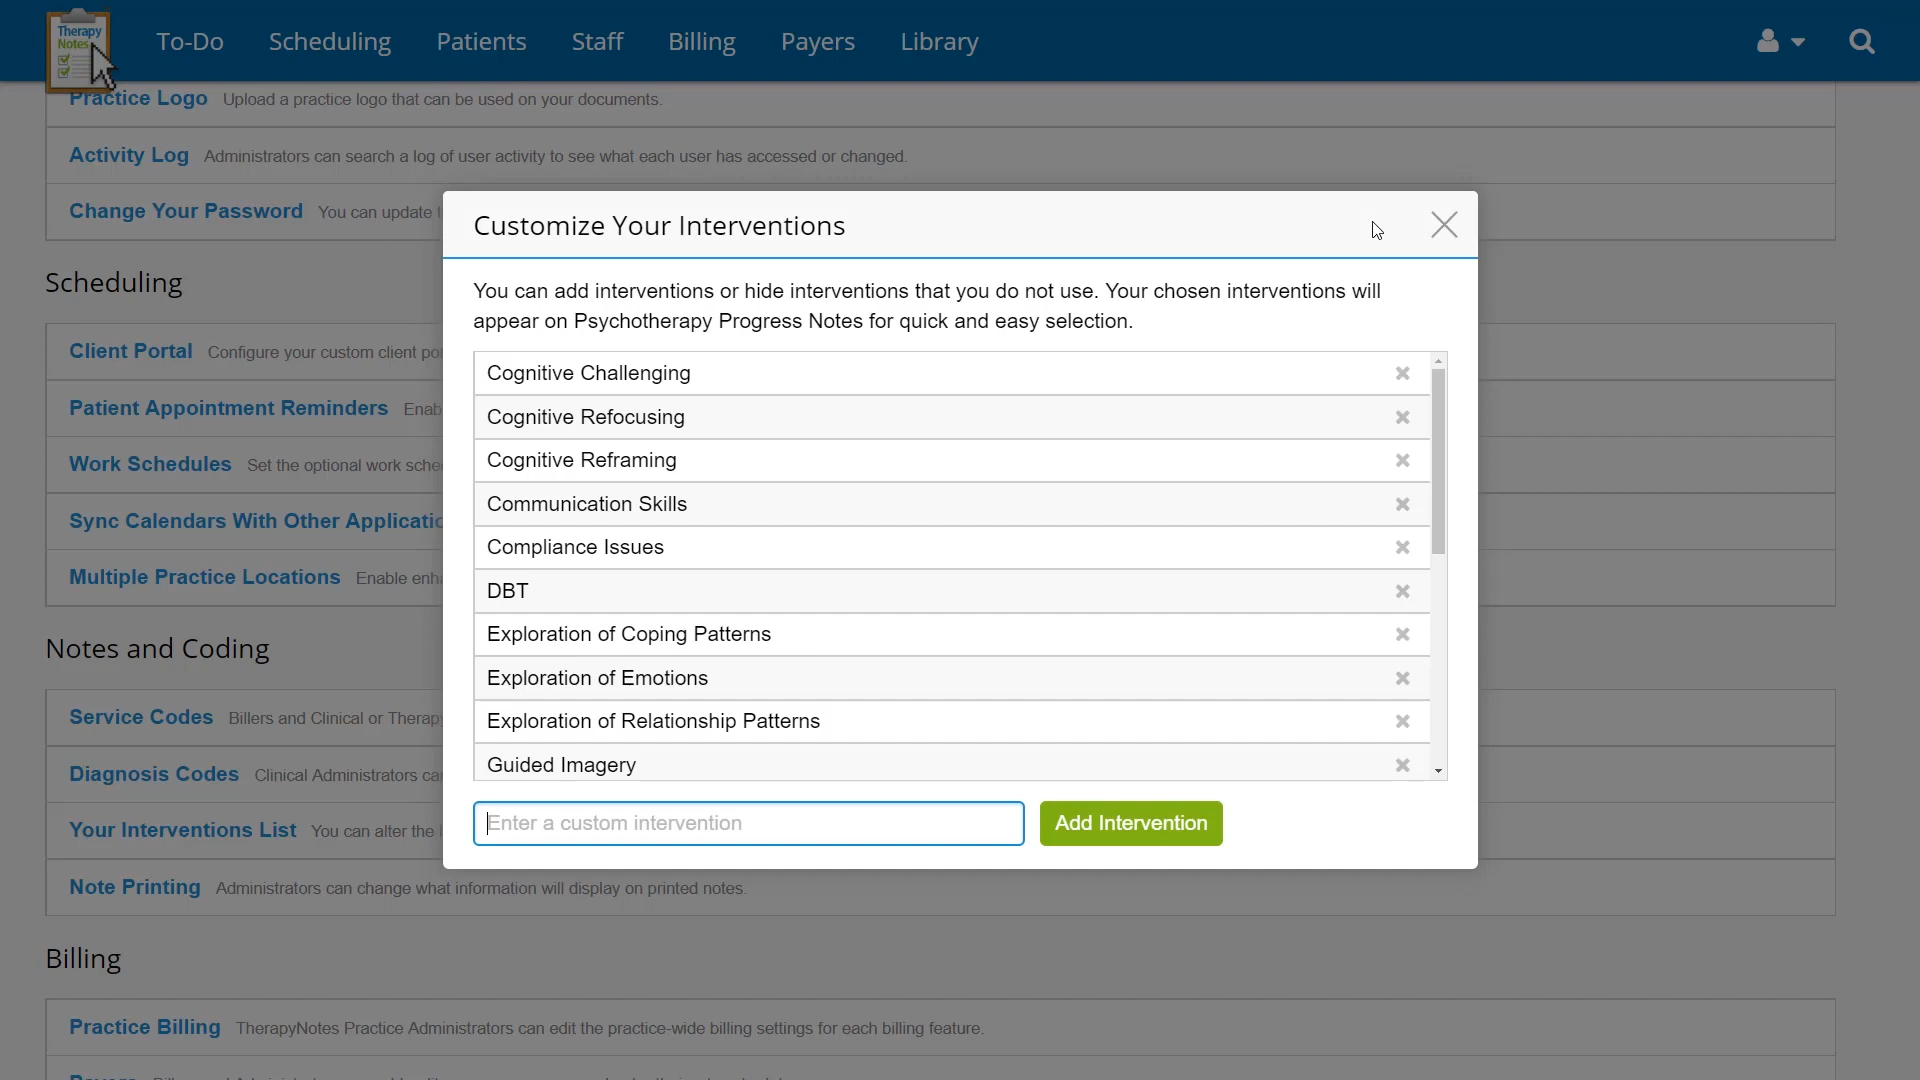 Therapy
Notes
To-Do
Scheduling
Patients
Staff
Billing
Payers
Library
Practice Logo Upload a practice logo that can be used on your documents.
Activity Log Administrators can search a log of user activity to see what each user has accessed or changed.
Change Your Password You can update
Scheduling
Client Portal Configure your custom client
Patient Appointment Reminders
Work Schedules Set the optional work
Sync Calendars With Other
Multiple Practice Locations Enable
Notes and Coding
Service Codes Billers and Clinical or
Diagnosis Codes Clinical Administrators
Your Interventions List You can alter the
Note Printing Administrators can change what information will display on printed notes.
Billing
Practice Billing TherapyNotes Practice Administrators can edit the practice-wide billing settings for each billing feature.
Customize Your Interventions
You can add interventions or hide interventions that you do not use. Your chosen interventions will
appear on Psychotherapy Progress Notes for quick and easy selection.
Cognitive Challenging
Cognitive Refocusing
Cognitive Reframing
Communication Skills
Compliance Issues
DBT
Exploration of Coping Patterns
Exploration of Emotions
Exploration of Relationship Patterns
Guided Imagery
Enter a custom intervention
Add Intervention